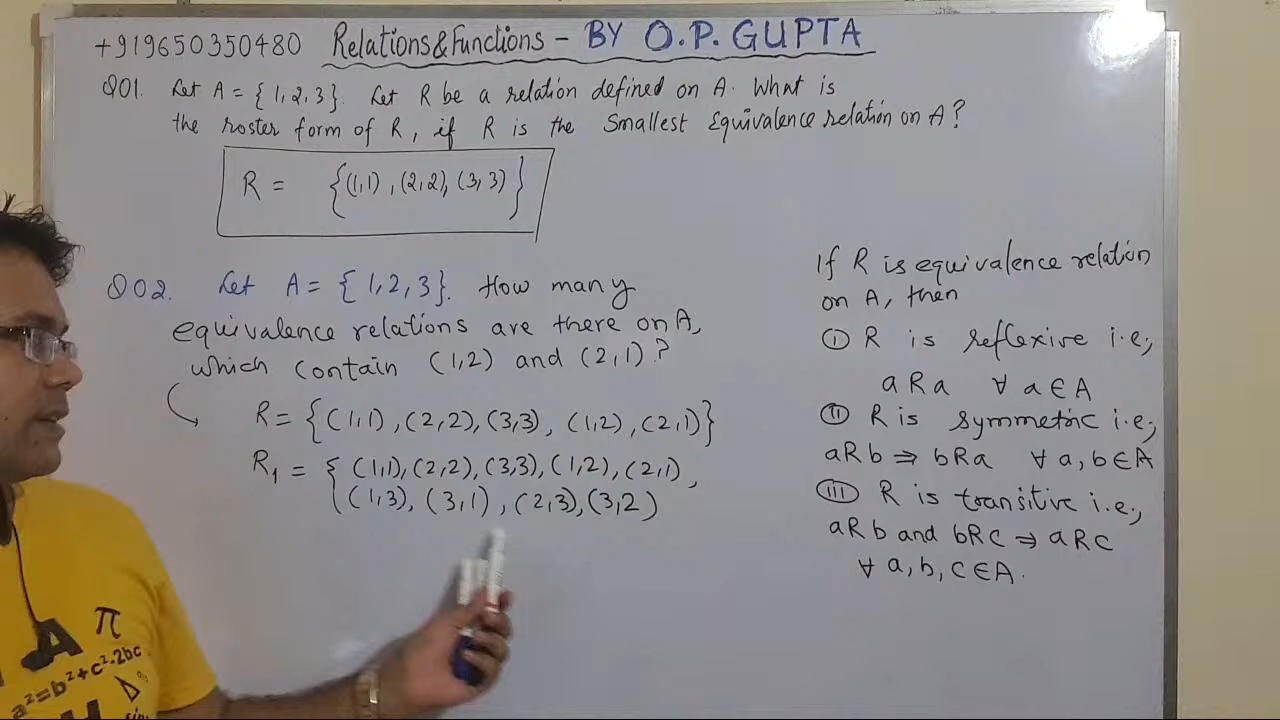 +919650350480 Relations & Functions - BY O.P. GUPTA
Q01. Let A = { 1, 2, 3 }. Let R be a relation defined on A. What is
the roster form of R, if R is the Smallest Equivalence relation on A?
R = {(1,1), (2,2), (3,3)}
Q02. Let A = { 1, 2, 3 }. How many
equivalence relations are there on A,
which contain (1,2) and (2,1)?
R = {(1,1), (2,2), (3,3), (1,2), (2,1)}
R₁ = { (1,1), (2,2), (3,3), (1,2), (2,1),
(1,3), (3,1), (2,3), (3,2)
If R is equivalence relation
on A, then
(i) R is reflexive i.e.,
aRa ∀ a∈A
(ii) R is symmetric i.e.,
aRb ⇒ bRa ∀ a, b∈A
(iii) R is transitive i.e.,
aRb and bRc ⇒ aRc
∀ a, b, c∈A.
A π
a²=b²+c²-2bc